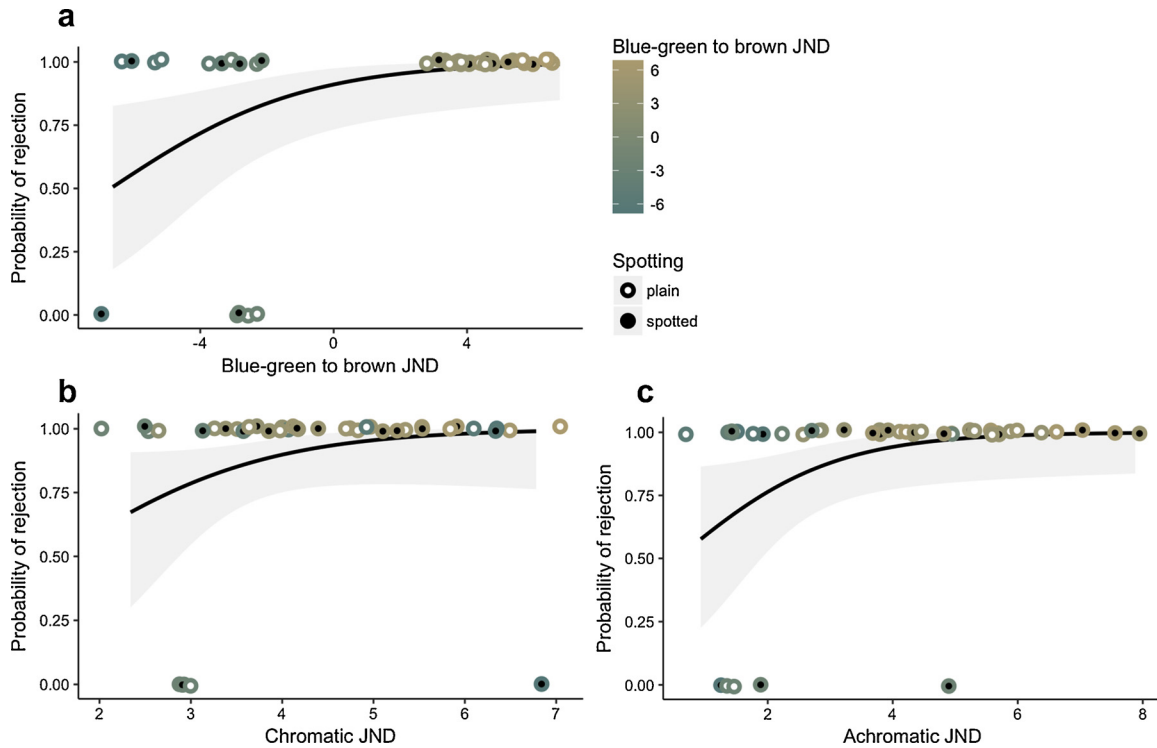 a
Probability of rejection
1.00
0.75
0.50
0.25
0.00
-4
0
4
Blue-green to brown JND
Blue-green to brown JND
6
3
0
-3
-6
Spotting
plain
spotted
b
Probability of rejection
1.00
0.75
0.50
0.25
0.00
2
3
4
5
6
7
Chromatic JND
c
Probability of rejection
1.00
0.75
0.50
0.25
0.00
2
4
6
8
Achromatic JND